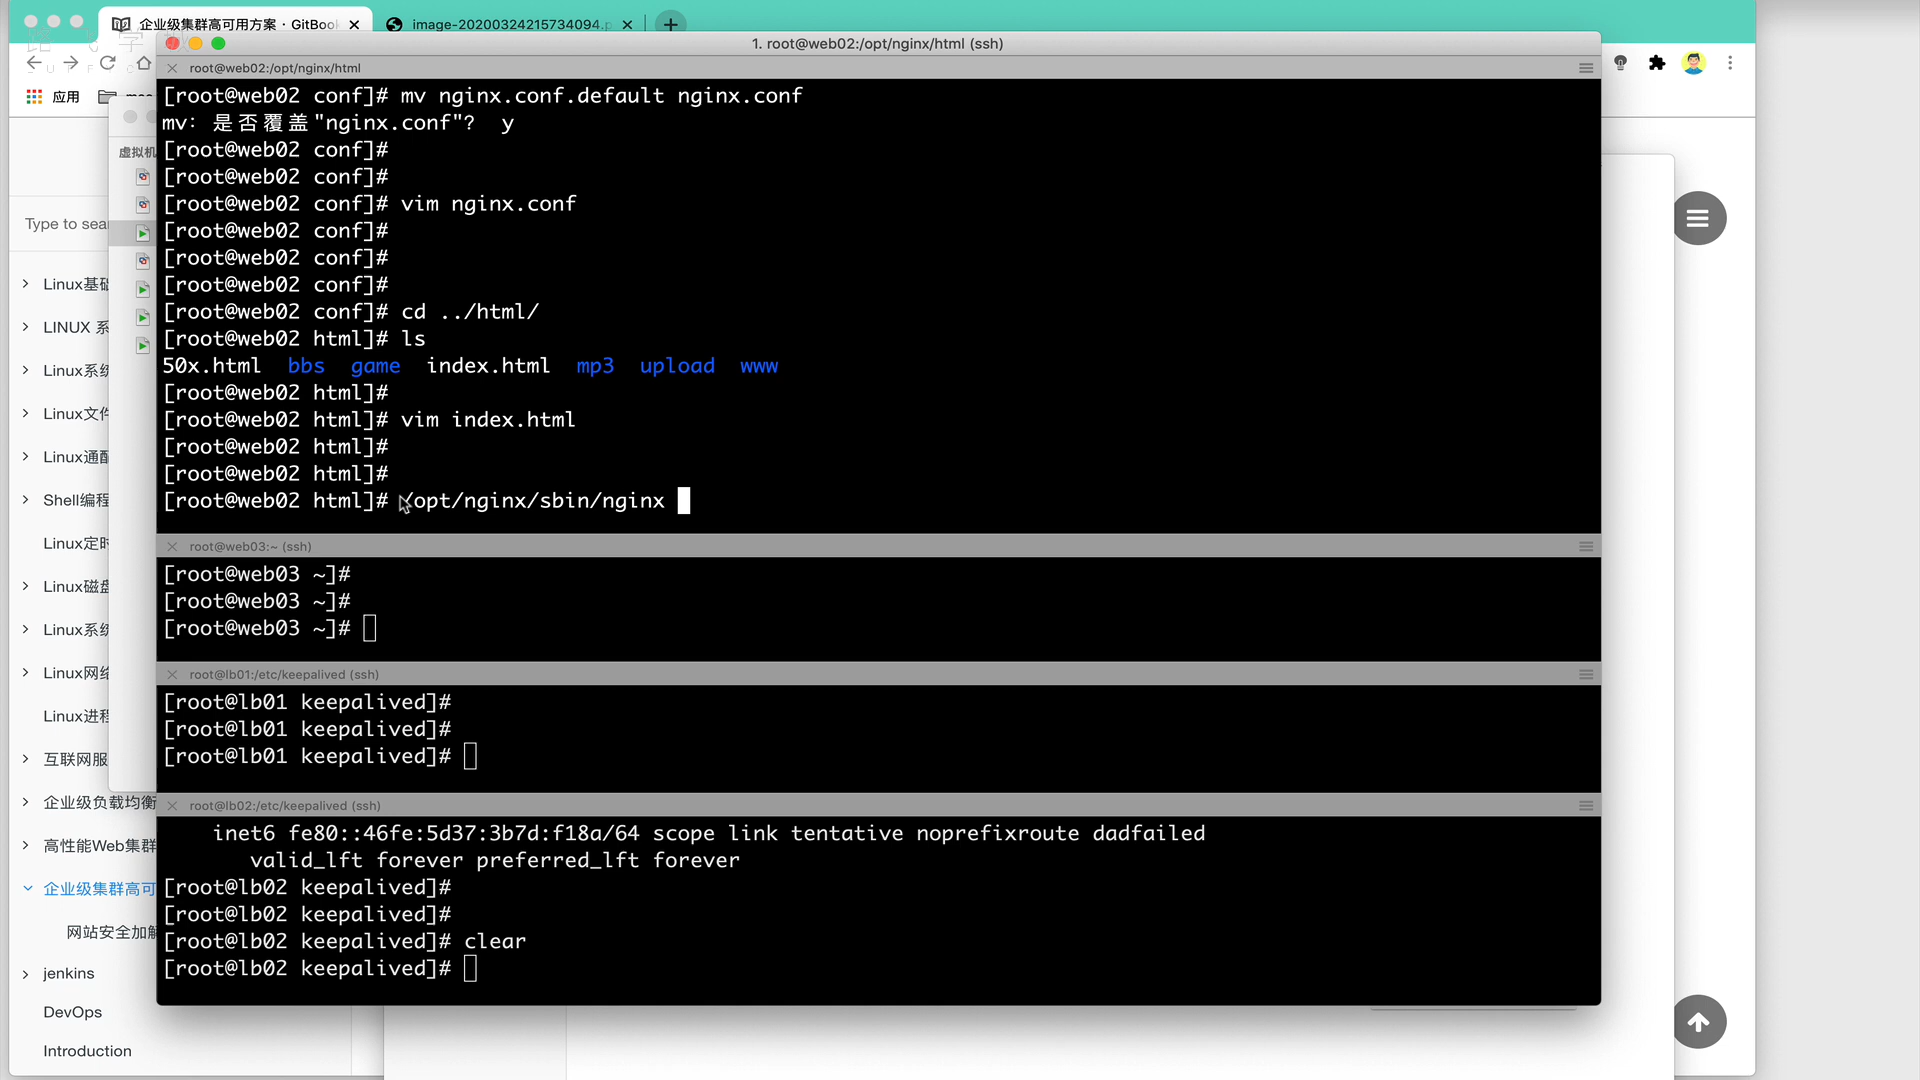 企业级集群高可用方案 · GitBook
image-20200324215734094.p
1. root@web02:/opt/nginx/html (ssh)
root@web02:/opt/nginx/html
应用
[root@web02 conf]# mv nginx.conf.default nginx.conf
mv: 是否覆盖"nginx.conf"? y
[root@web02 conf]#
[root@web02 conf]#
[root@web02 conf]# vim nginx.conf
[root@web02 conf]#
[root@web02 conf]#
[root@web02 conf]#
[root@web02 conf]# cd ../html/
[root@web02 html]# ls
50x.html bbs game index.html mp3 upload www
[root@web02 html]#
[root@web02 html]# vim index.html
[root@web02 html]#
[root@web02 html]#
[root@web02 html]# /opt/nginx/sbin/nginx
root@web03:~ (ssh)
[root@web03 ~]#
[root@web03 ~]#
[root@web03 ~]#
root@lb01:/etc/keepalived (ssh)
[root@lb01 keepalived]#
[root@lb01 keepalived]#
[root@lb01 keepalived]#
root@lb02:/etc/keepalived (ssh)
inet6 fe80::46fe:5d37:3b7d:f18a/64 scope link tentative noprefixroute dadfailed
valid_lft forever preferred_lft forever
[root@lb02 keepalived]#
[root@lb02 keepalived]#
[root@lb02 keepalived]# clear
[root@lb02 keepalived]#
虚拟机
Type to sear
Linux基础
LINUX 系
Linux系统
Linux文件
Linux通配
Shell编程
Linux定时
Linux磁盘
Linux系统
Linux网络
Linux进程
互联网服
企业级负载均衡
高性能Web集群
企业级集群高可
网站安全加解
jenkins
DevOps
Introduction